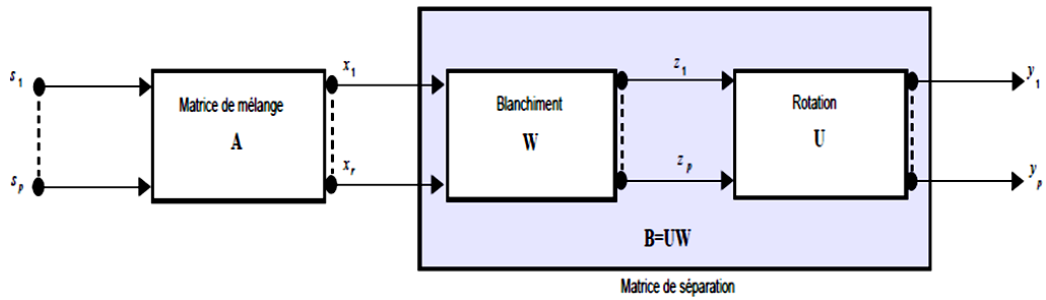 s1
sp
Matrice de mélange
A
x1
xr
Blanchiment
W
z1
zp
Rotation
U
y1
yp
B=UW
Matrice de séparation